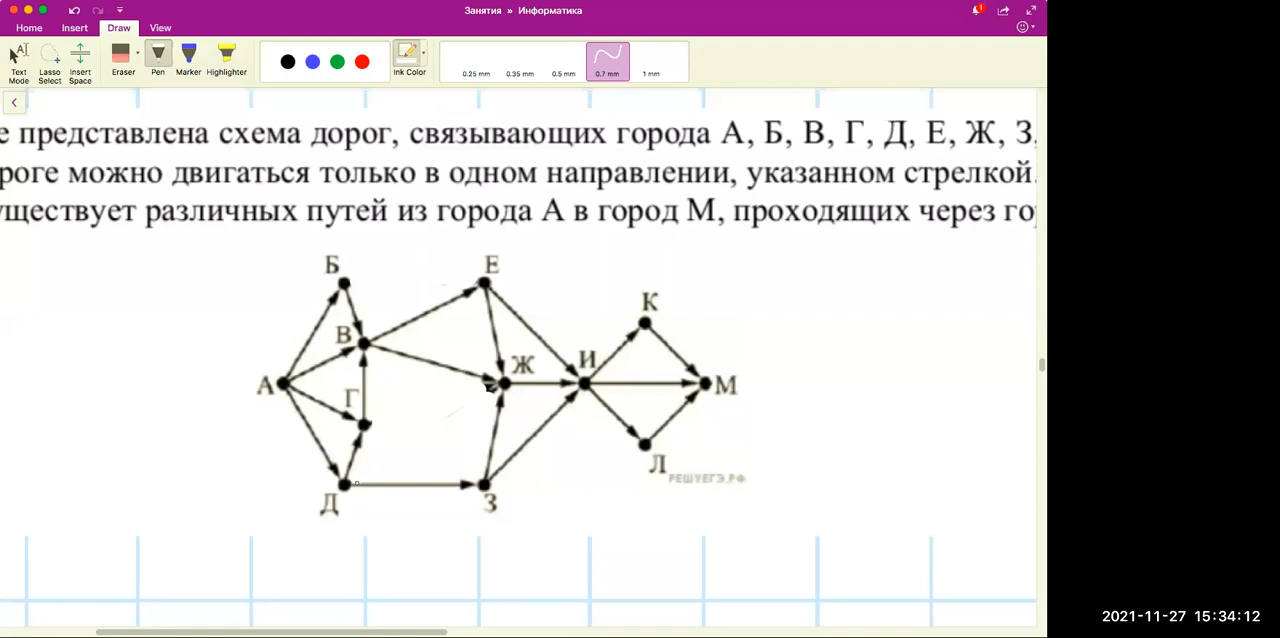 Занятия » Информатика
1
Home Insert Draw View
Text Mode Lasso Select Insert Space Eraser Pen Marker Highlighter Ink Color 0.25 mm 0.35 mm 0.5 mm 0.7 mm 1 mm
е представлена схема дорог, связывающих города А, Б, В, Г, Д, Е, Ж, З,
роге можно двигаться только в одном направлении, указанном стрелкой.
уществует различных путей из города А в город М, проходящих через го
Б Е
К
В
Ж И
А Г М
Л
РЕШУЕГЭ.РФ
Д З
2021-11-27 15:34:12